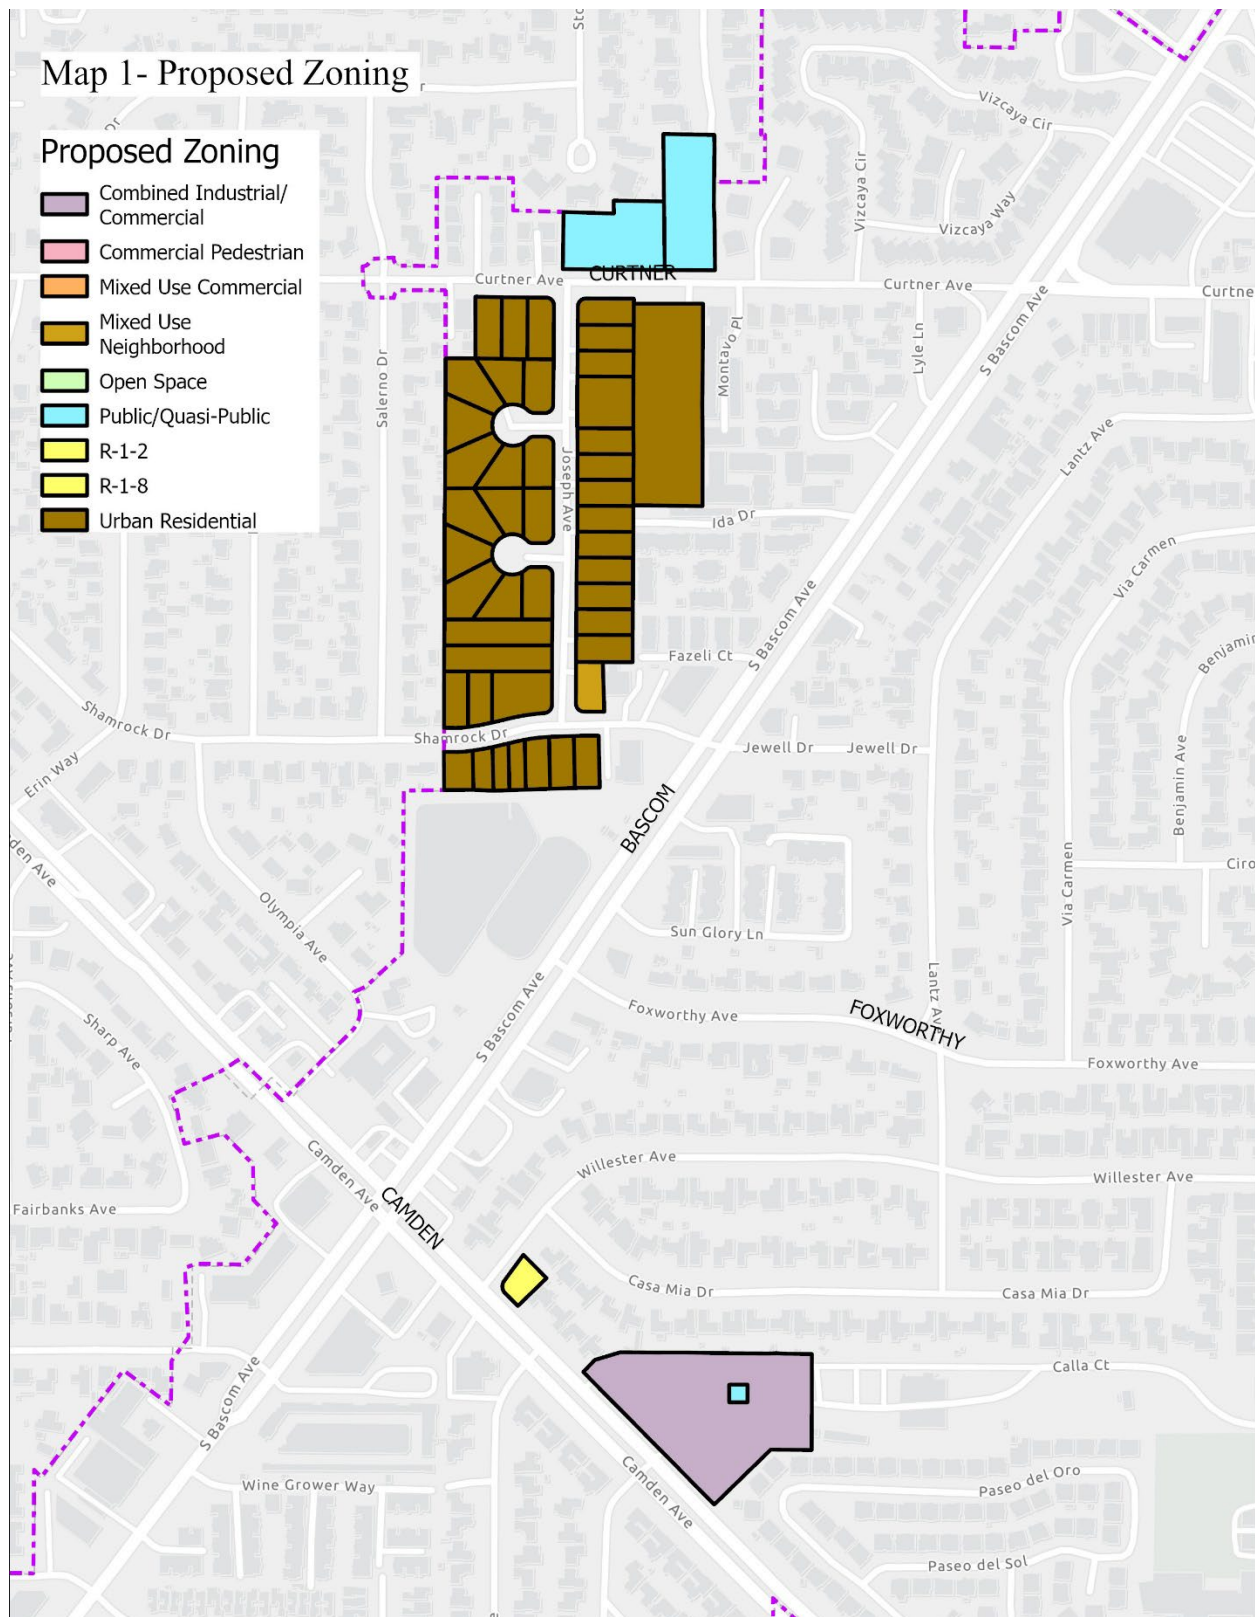 Map 1- Proposed Zoning
Proposed Zoning
Combined Industrial/
Commercial
Commercial Pedestrian
Mixed Use Commercial
Mixed Use
Neighborhood
Open Space
Public/Quasi-Public
R-1-2
R-1-8
Urban Residential
Sto
r
Dr
Vizcaya Cir
Vizcaya Cir
Vizcaya Way
CURTNER
Curtner Ave
Curtner Ave
Curtne
Salerno Dr
Montavo Pl
Lyle Ln
S Bascom Ave
Lantz Ave
Joseph Ave
Ida Dr
Via Carmen
S Bascom Ave
Fazeli Ct
Benjamin
Shamrock Dr
Shamrock Dr
Jewell Dr
Jewell Dr
Erin Way
BASCOM
Benjamin Ave
den Ave
Via Carmen
Ciro
Olympia Ave
Sun Glory Ln
Lantz Ave
S Bascom Ave
Foxworthy Ave
FOXWORTHY
Foxworthy Ave
Sharp Ave
Camden Ave
Willester Ave
Willester Ave
CAMDEN
Fairbanks Ave
Casa Mia Dr
Casa Mia Dr
S Bascom Ave
Calla Ct
Wine Grower Way
Camden Ave
Paseo del Oro
Paseo del Sol